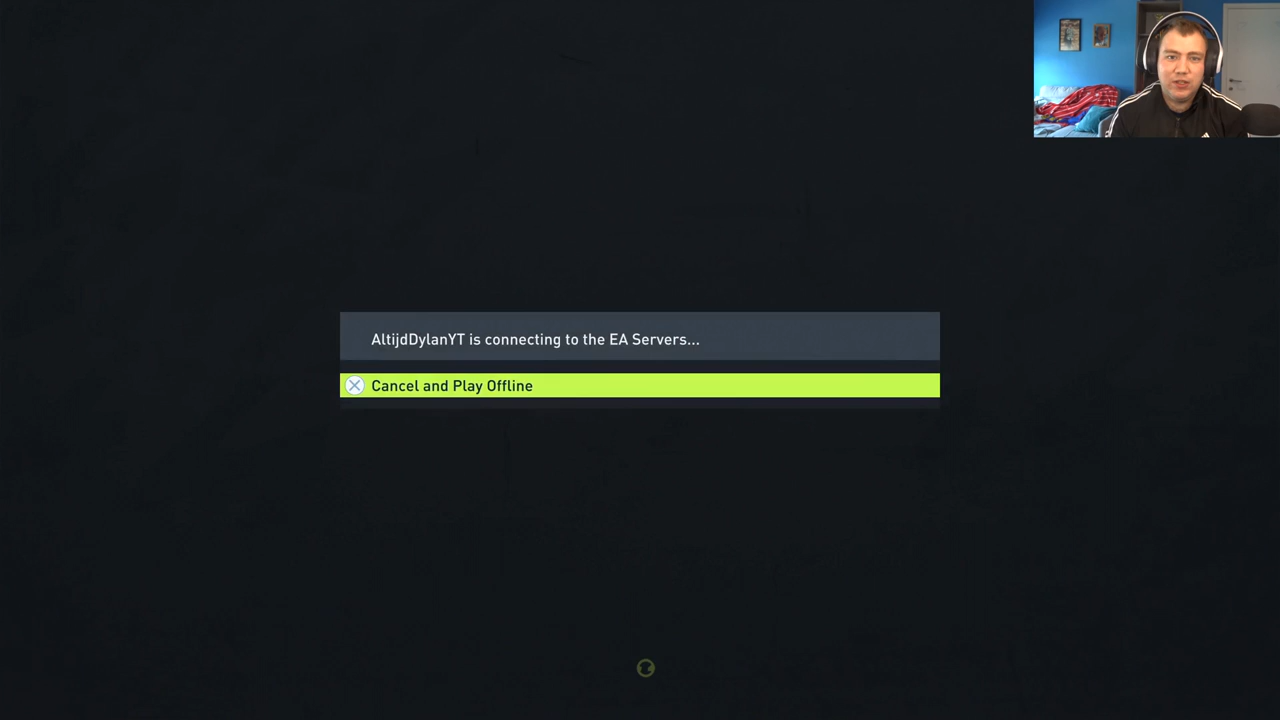 AltijdDylanYT is connecting to the EA Servers...
Cancel and Play Offline